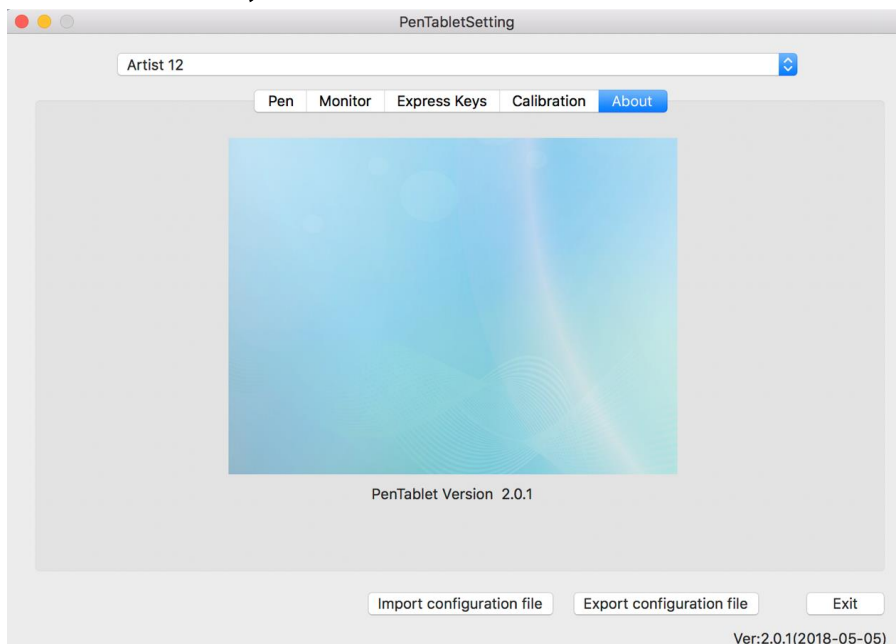 PenTabletSetting
Artist 12
Pen Monitor Express Keys Calibration About
PenTablet Version 2.0.1
Import configuration file Export configuration file Exit
Ver:2.0.1(2018-05-05)